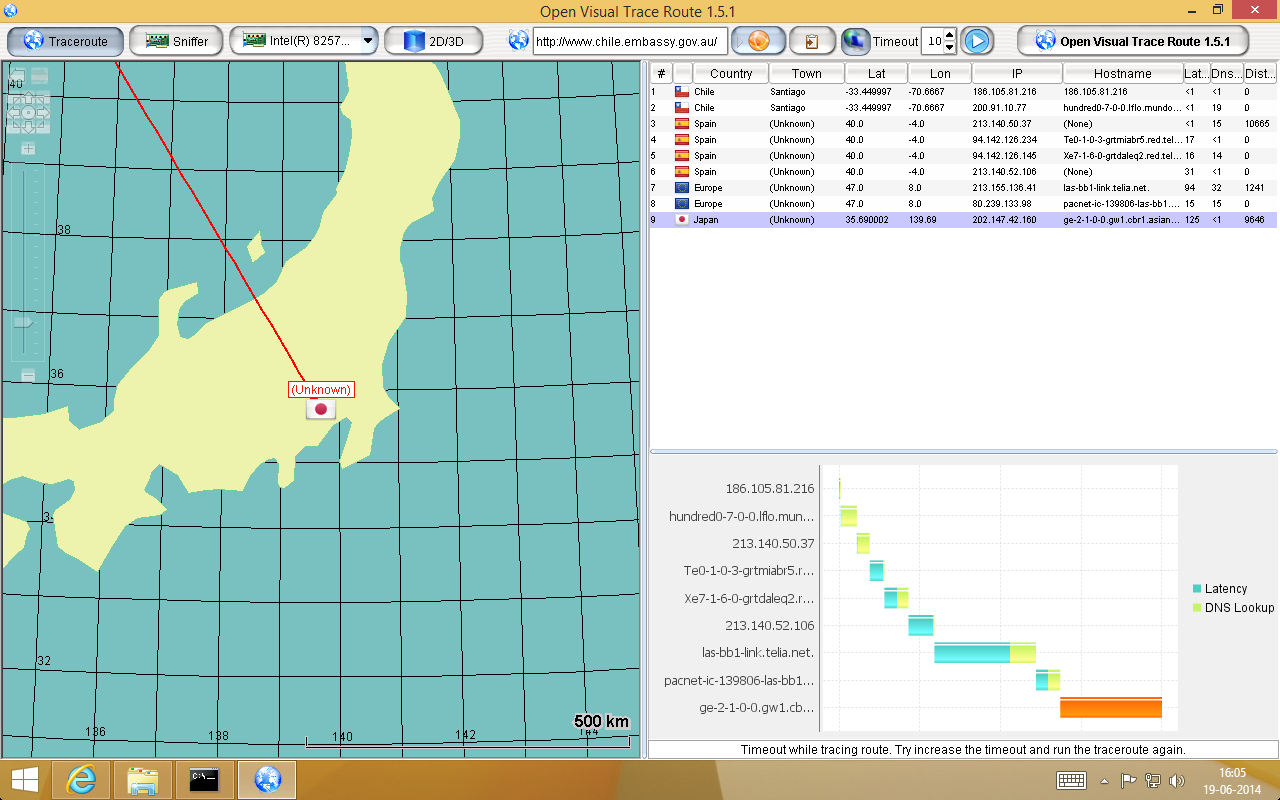 Open Visual Trace Route 1.5.1
Traceroute Sniffer Intel(R) 8257... 2D/3D http://www.chile.embassy.gov.au/ Timeout 10 Open Visual Trace Route 1.5.1
# Country Town Lat Lon IP Hostname Lat... Dns... Dist...
1 Chile Santiago -33.449997 -70.6667 186.105.81.216 186.105.81.216 <1 <1 0
2 Chile Santiago -33.449997 -70.6667 200.91.10.77 hundred0-7-0-0.lflo.mundo... <1 19 0
3 Spain (Unknown) 40.0 -4.0 213.140.50.37 (None) <1 15 10665
4 Spain (Unknown) 40.0 -4.0 94.142.126.234 Te0-1-0-3-grtmiabr5.red.tel... 17 <1 0
5 Spain (Unknown) 40.0 -4.0 94.142.126.145 Xe7-1-6-0-grtdaleq2.red.tel... 16 14 0
6 Spain (Unknown) 40.0 -4.0 213.140.52.106 (None) 31 <1 0
7 Europe (Unknown) 47.0 8.0 213.155.136.41 las-bb1-link.telia.net. 94 32 1241
8 Europe (Unknown) 47.0 8.0 80.239.133.98 pacnet-ic-139806-las-bb1.... 15 15 0
9 Japan (Unknown) 35.690002 139.69 202.147.42.160 ge-2-1-0-0.gw1.cbr1.asian... 125 <1 9646
40
38
36
(Unknown)
34
32
136 138 140 142 144
500 km
186.105.81.216
hundred0-7-0-0.lflo.mun...
213.140.50.37
Te0-1-0-3-grtmiabr5.r...
Xe7-1-6-0-grtdaleq2.r...
213.140.52.106
las-bb1-link.telia.net.
pacnet-ic-139806-las-bb1...
ge-2-1-0-0.gw1.cb...
Latency
DNS Lookup
Timeout while tracing route. Try increase the timeout and run the traceroute again.
C:\
16:05
19-06-2014